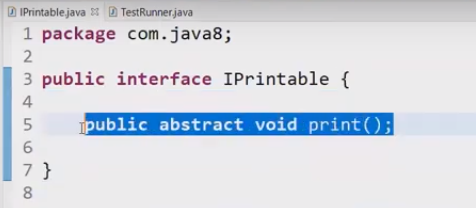 IPrintable.java TestRunner.java
1 package com.java8;
2
3 public interface IPrintable {
4
5 public abstract void print();
6
7 }
8